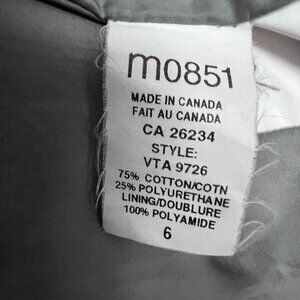 m0851
MADE IN CANADA
FAIT AU CANADA
CA 26234
STYLE:
VTA 9726
75% COTTON/COTN
25% POLYURETHANE
LINING/DOUBLURE
100% POLYAMIDE
6